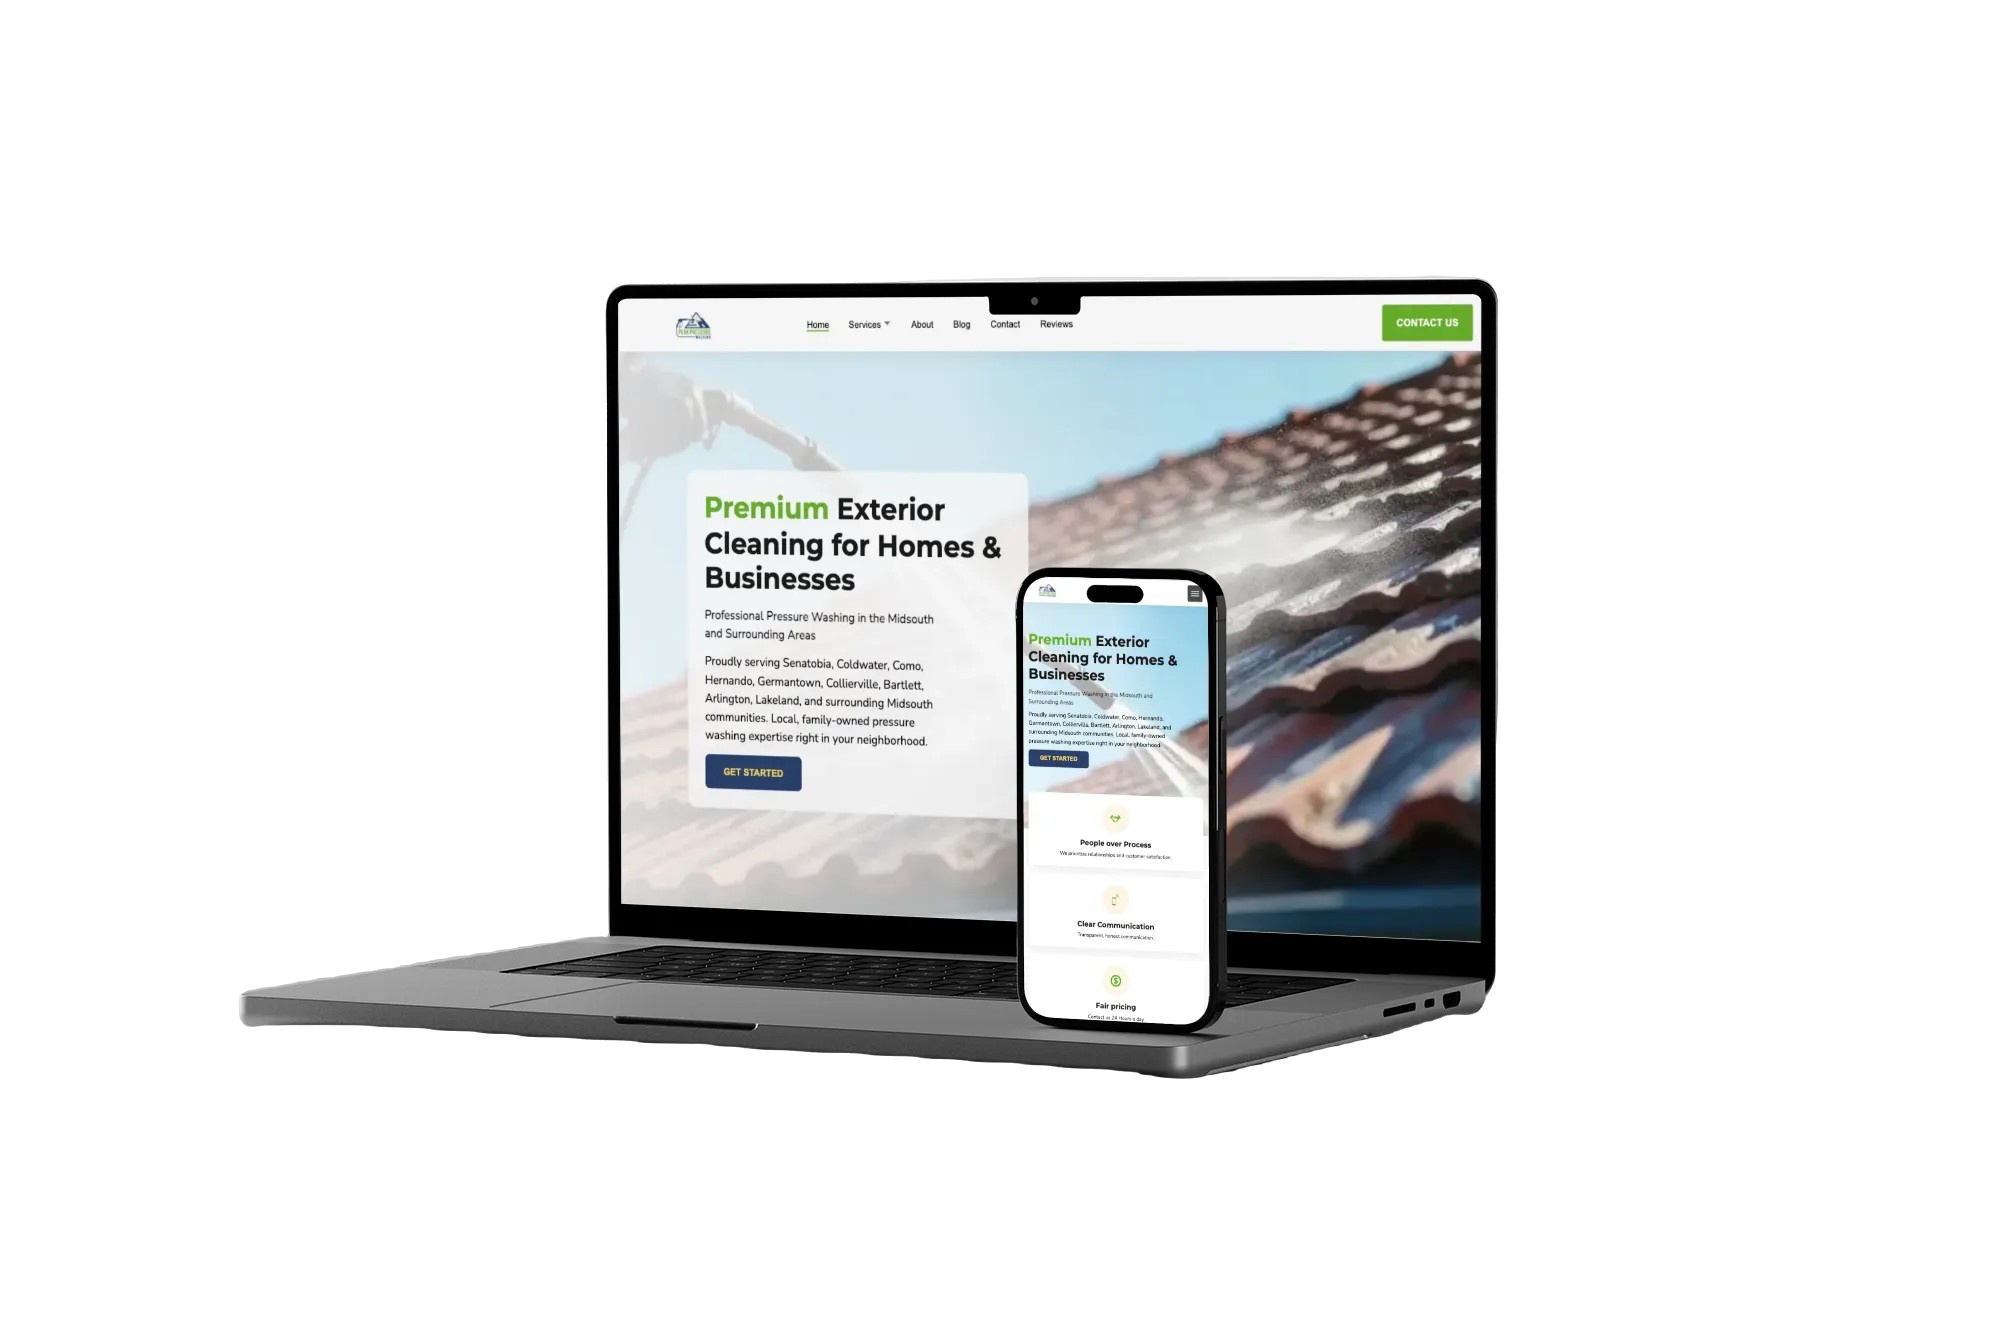 Home Services About Blog Contact Reviews CONTACT US
Premium Exterior
Cleaning for Homes &
Businesses
Professional Pressure Washing in the Midsouth
and Surrounding Areas
Proudly serving Senatobia, Coldwater, Como,
Hernando, Germantown, Collierville, Bartlett,
Arlington, Lakeland, and surrounding Midsouth
communities. Local, family-owned pressure
washing expertise right in your neighborhood.
GET STARTED
Premium Exterior
Cleaning for Homes &
Businesses
Professional Pressure Washing in the Midsouth and
Surrounding Areas
Proudly serving Senatobia, Coldwater, Como, Hernando,
Germantown, Collierville, Bartlett, Arlington, Lakeland, and
surrounding Midsouth communities. Local, family-owned
pressure washing expertise right in your neighborhood.
GET STARTED
People over Process
We prioritize relationships and customer satisfaction.
Clear Communication
Transparent, honest communication.
Fair pricing
Contact us 24 Hours a day